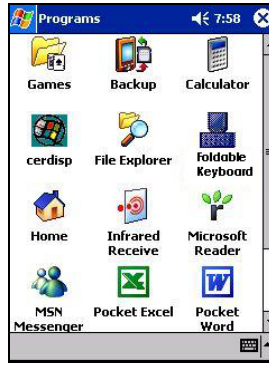 Programs 7:58
Games Backup Calculator
cerdisp File Explorer Foldable
Keyboard
Home Infrared
Receive Microsoft
Reader
MSN
Messenger Pocket Excel Pocket
Word